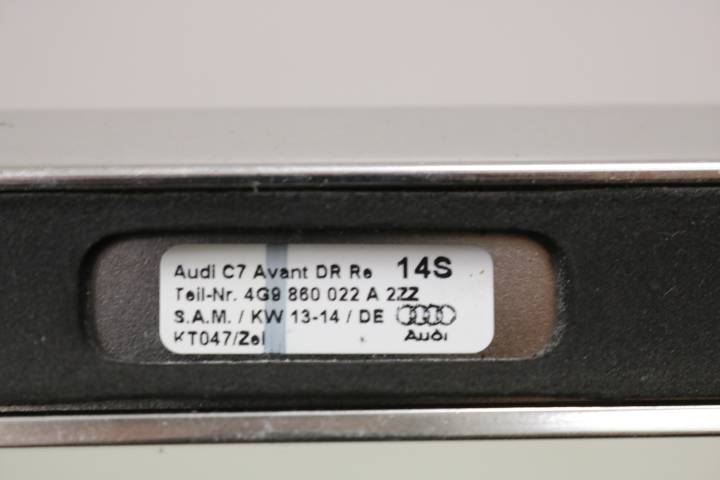 Audi C7 Avant DR Re 14S
Teil-Nr. 4G9 860 022 A 2ZZ
S.A.M. / KW 13-14 / DE
KT047/Zel
Audi